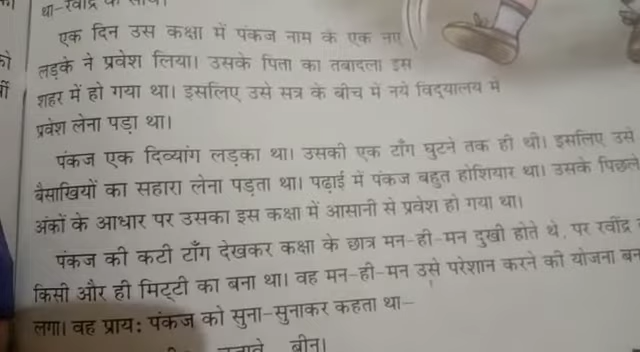 था-रवींद्र के साथ।
एक दिन उस कक्षा में पंकज नाम के एक नए
लड़के ने प्रवेश लिया। उसके पिता का तबादला इस
शहर में हो गया था। इसलिए उसे सत्र के बीच में नये विद्यालय में
प्रवेश लेना पड़ा था।
पंकज एक दिव्यांग लड़का था। उसकी एक टाँग घुटने तक ही थी। इसलिए उसे
बैसाखियों का सहारा लेना पड़ता था। पढ़ाई में पंकज बहुत होशियार था। उसके पिछले
अंकों के आधार पर उसका इस कक्षा में आसानी से प्रवेश हो गया था।
पंकज की कटी टाँग देखकर कक्षा के छात्र मन-ही-मन दुखी होते थे, पर रवींद्र
किसी और ही मिट्टी का बना था। वह मन-ही-मन उसे परेशान करने की योजना बन
लगा। वह प्राय: पंकज को सुना-सुनाकर कहता था–
बीन।